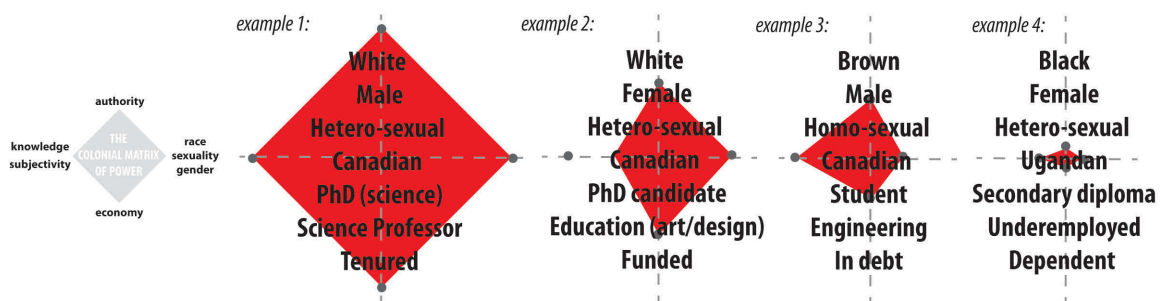 authority
knowledge
subjectivity
THE
COLONIAL MATRIX
OF POWER
race
sexuality
gender
economy
example 1:
White
Male
Hetero-sexual
Canadian
PhD (science)
Science Professor
Tenured
example 2:
White
Female
Hetero-sexual
Canadian
PhD candidate
Education (art/design)
Funded
example 3:
Brown
Male
Homo-sexual
Canadian
Student
Engineering
In debt
example 4:
Black
Female
Hetero-sexual
Ugandan
Secondary diploma
Underemployed
Dependent